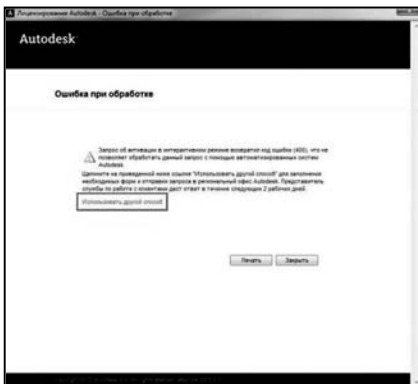 Лицензирование Autodesk - Ошибка при обработке
Autodesk
Ошибка при обработке
Запрос об активации в интерактивном режиме возвратил код ошибки (400), что не
позволяет обработать данный запрос с помощью автоматизированных систем
Autodesk.
Щелкните на приведенной ниже ссылке "Использовать другой способ" для заполнения
необходимых форм и отправки запроса в региональный офис Autodesk. Представитель
службы по работе с клиентами даст ответ в течение следующих 2 рабочих дней.
Использовать другой способ
Печать Закрыть